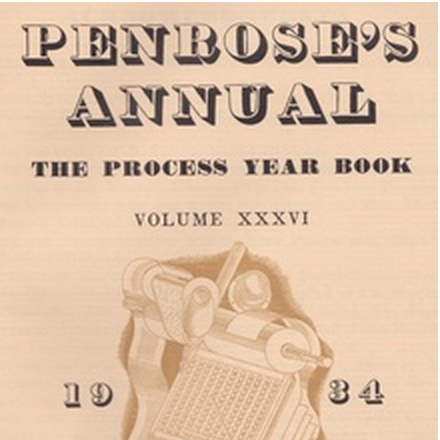 PENROSE'S
ANNUAL
THE PROCESS YEAR BOOK
VOLUME XXXVI
19 34